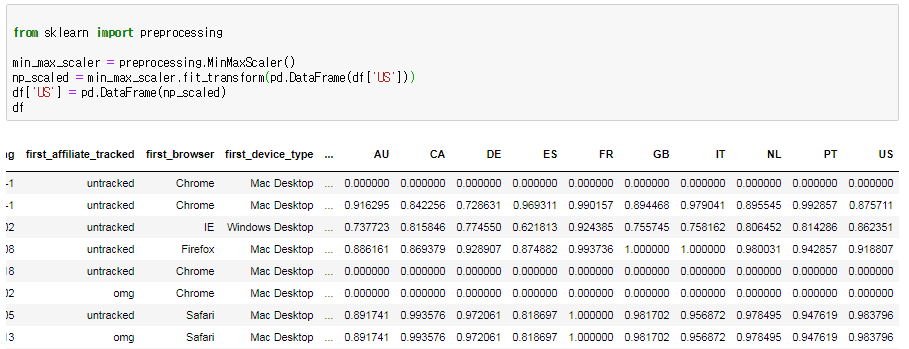 from sklearn import preprocessing
min_max_scaler = preprocessing.MinMaxScaler()
np_scaled = min_max_scaler.fit_transform(pd.DataFrame(df['US']))
df['US'] = pd.DataFrame(np_scaled)
df
ng first_affiliate_tracked first_browser first_device_type ... AU CA DE ES FR GB IT NL PT US
-1 untracked Chrome Mac Desktop ... 0.000000 0.000000 0.000000 0.000000 0.000000 0.000000 0.000000 0.000000 0.000000 0.000000
-1 untracked Chrome Mac Desktop ... 0.916295 0.842256 0.728631 0.969311 0.990157 0.894468 0.979041 0.895545 0.992857 0.875711
02 untracked IE Windows Desktop ... 0.737723 0.815846 0.774550 0.621813 0.924385 0.755745 0.758162 0.806452 0.814286 0.862351
08 untracked Firefox Mac Desktop ... 0.886161 0.869379 0.928907 0.874882 0.993736 1.000000 1.000000 0.980031 0.942857 0.918807
18 untracked Chrome Mac Desktop ... 0.000000 0.000000 0.000000 0.000000 0.000000 0.000000 0.000000 0.000000 0.000000 0.000000
02 omg Chrome Mac Desktop ... 0.000000 0.000000 0.000000 0.000000 0.000000 0.000000 0.000000 0.000000 0.000000 0.000000
05 untracked Safari Mac Desktop ... 0.891741 0.993576 0.972061 0.818697 1.000000 0.981702 0.956872 0.978495 0.947619 0.983796
13 omg Safari Mac Desktop ... 0.891741 0.993576 0.972061 0.818697 1.000000 0.981702 0.956872 0.978495 0.947619 0.983796